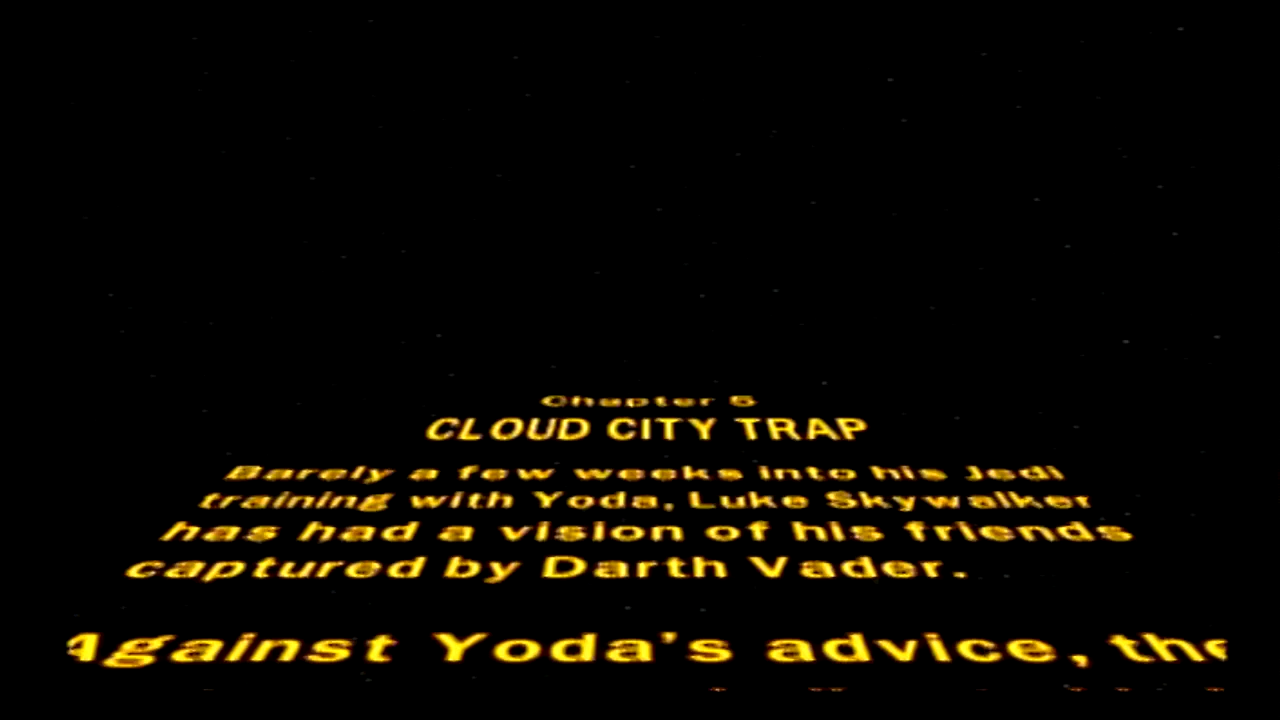 Chapter 5
CLOUD CITY TRAP
Barely a few weeks into his Jedi
training with Yoda, Luke Skywalker
has had a vision of his friends
captured by Darth Vader.
Against Yoda's advice, the